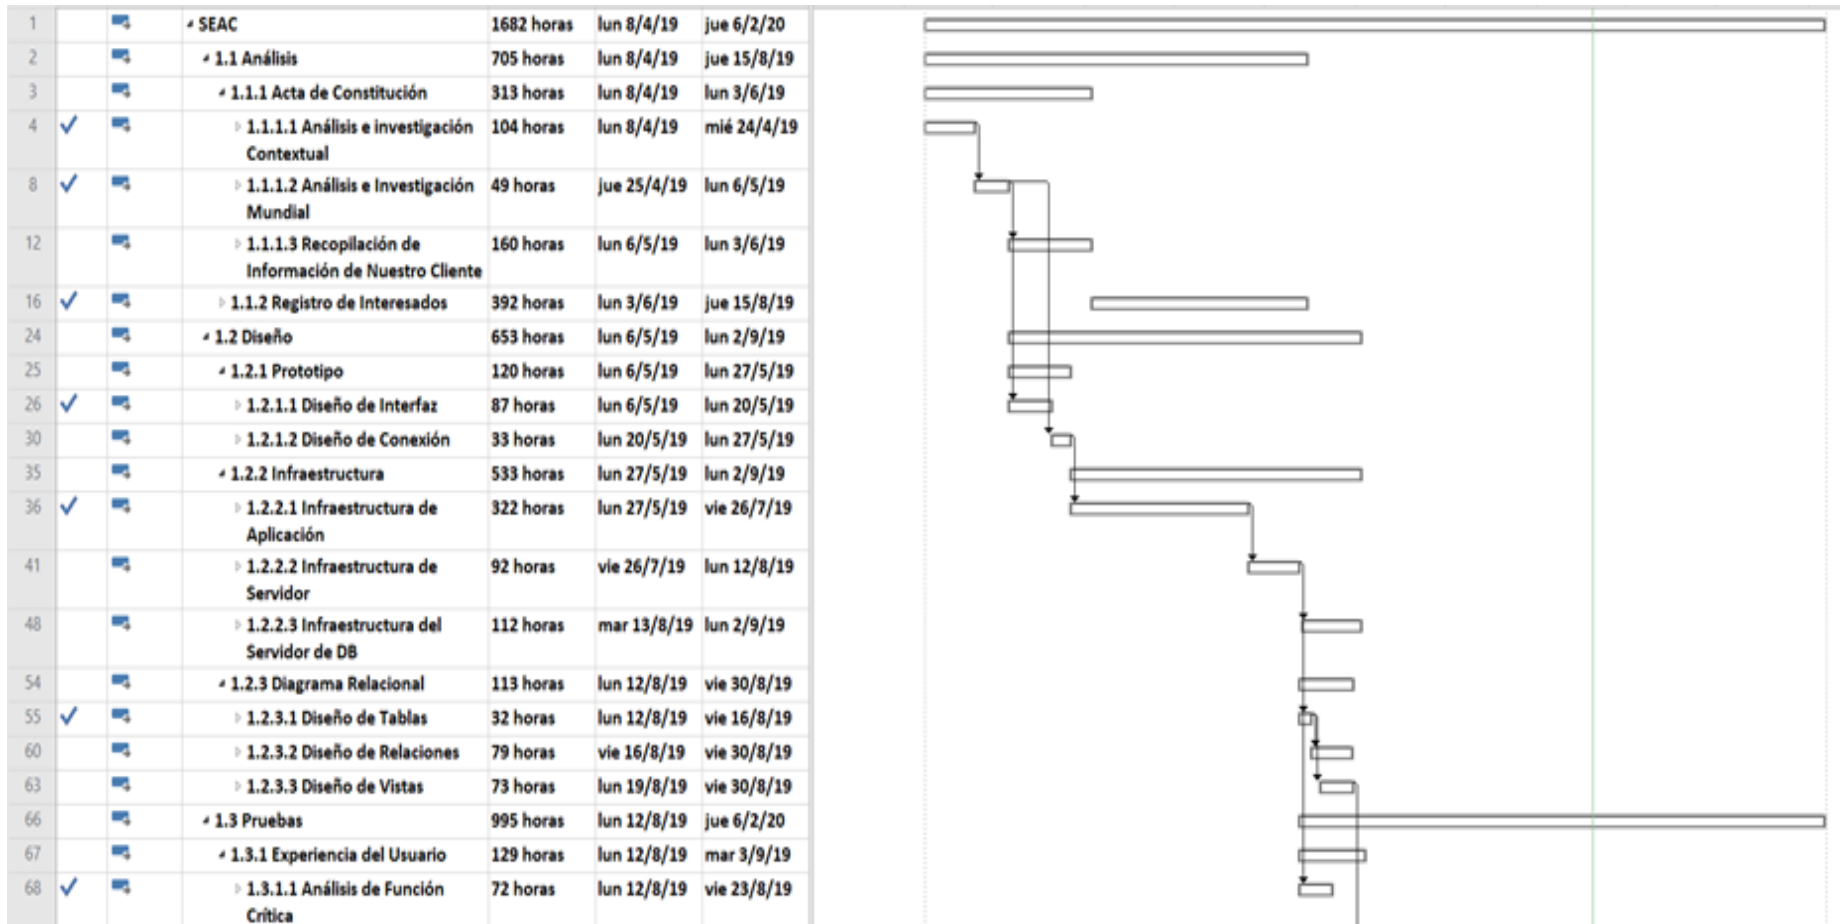 1 SEAC 1682 horas lun 8/4/19 jue 6/2/20
2 1.1 Análisis 705 horas lun 8/4/19 jue 15/8/19
3 1.1.1 Acta de Constitución 313 horas lun 8/4/19 lun 3/6/19
4 1.1.1.1 Análisis e investigación 104 horas lun 8/4/19 mié 24/4/19
Contextual
8 1.1.1.2 Análisis e Investigación 49 horas jue 25/4/19 lun 6/5/19
Mundial
12 1.1.1.3 Recopilación de 160 horas lun 6/5/19 lun 3/6/19
Información de Nuestro Cliente
16 1.1.2 Registro de Interesados 392 horas lun 3/6/19 jue 15/8/19
24 1.2 Diseño 653 horas lun 6/5/19 lun 2/9/19
25 1.2.1 Prototipo 120 horas lun 6/5/19 lun 27/5/19
26 1.2.1.1 Diseño de Interfaz 87 horas lun 6/5/19 lun 20/5/19
30 1.2.1.2 Diseño de Conexión 33 horas lun 20/5/19 lun 27/5/19
35 1.2.2 Infraestructura 533 horas lun 27/5/19 lun 2/9/19
36 1.2.2.1 Infraestructura de 322 horas lun 27/5/19 vie 26/7/19
Aplicación
41 1.2.2.2 Infraestructura de 92 horas vie 26/7/19 lun 12/8/19
Servidor
48 1.2.2.3 Infraestructura del 112 horas mar 13/8/19 lun 2/9/19
Servidor de DB
54 1.2.3 Diagrama Relacional 113 horas lun 12/8/19 vie 30/8/19
55 1.2.3.1 Diseño de Tablas 32 horas lun 12/8/19 vie 16/8/19
60 1.2.3.2 Diseño de Relaciones 79 horas vie 16/8/19 vie 30/8/19
63 1.2.3.3 Diseño de Vistas 73 horas lun 19/8/19 vie 30/8/19
66 1.3 Pruebas 995 horas lun 12/8/19 jue 6/2/20
67 1.3.1 Experiencia del Usuario 129 horas lun 12/8/19 mar 3/9/19
68 1.3.1.1 Análisis de Función 72 horas lun 12/8/19 vie 23/8/19
Crítica